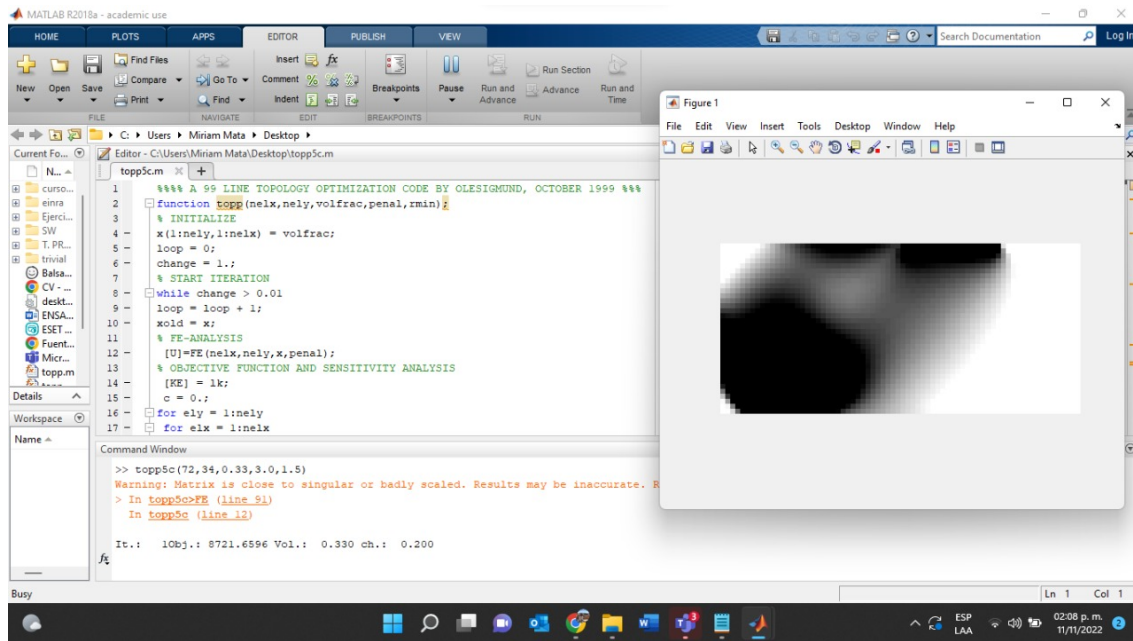 MATLAB R2018a - academic use
HOME PLOTS APPS EDITOR PUBLISH VIEW
Search Documentation Log In
New Open Save
Find Files
Compare
Print
Go To
Find
Insert fx
Comment %
Indent
Breakpoints
Pause
Run and Advance
Run Section
Advance
Run and Time
FILE NAVIGATE EDIT BREAKPOINTS RUN
C: Users Miriam Mata Desktop
Current Fo...
N...
curso...
einra
Ejerci...
SW
T. PR...
trivial
Balsa...
CV - ...
deskt...
ENSA...
ESET ...
Fuent...
Micr...
topp.m
Details
Workspace
Name
Editor - C:\Users\Miriam Mata\Desktop\topp5c.m
topp5c.m × +
1 %%%% A 99 LINE TOPOLOGY OPTIMIZATION CODE BY OLESIGMUND, OCTOBER 1999 %%%
2 function topp(nelx,nely,volfrac,penal,rmin);
3 % INITIALIZE
4 - x(1:nely,1:nelx) = volfrac;
5 - loop = 0;
6 - change = 1.;
7 % START ITERATION
8 - while change > 0.01
9 - loop = loop + 1;
10 - xold = x;
11 % FE-ANALYSIS
12 - [U]=FE(nelx,nely,x,penal);
13 % OBJECTIVE FUNCTION AND SENSITIVITY ANALYSIS
14 - [KE] = lk;
15 - c = 0.;
16 - for ely = 1:nely
17 - for elx = 1:nelx
Command Window
>> topp5c(72,34,0.33,3.0,1.5)
Warning: Matrix is close to singular or badly scaled. Results may be inaccurate. R
> In topp5c>FE (line 91)
In topp5c (line 12)
It.: 1Obj.: 8721.6596 Vol.: 0.330 ch.: 0.200
fx
Figure 1
File Edit View Insert Tools Desktop Window Help
Busy
Ln 1 Col 1
ESP
LAA
02:08 p. m.
11/11/2022
2
3